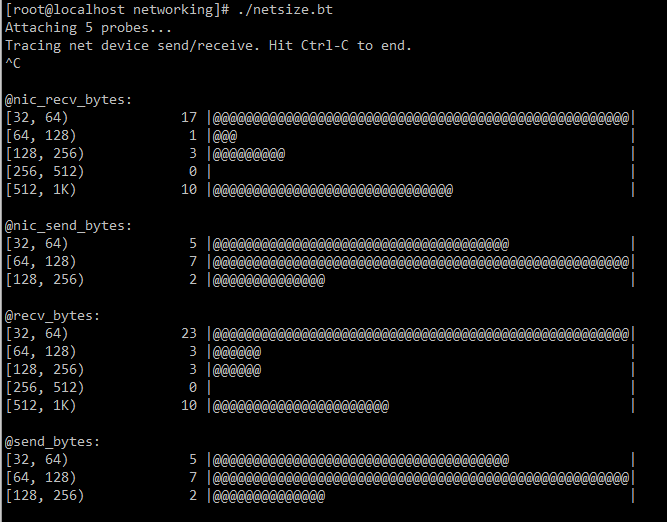 [root@localhost networking]# ./netsize.bt
Attaching 5 probes...
Tracing net device send/receive. Hit Ctrl-C to end.
^C

@nic_recv_bytes:
[32, 64)              17 |@@@@@@@@@@@@@@@@@@@@@@@@@@@@@@@@@@@@@@@@@@@@@@@@@@@@|
[64, 128)              1 |@@@                                                 |
[128, 256)             3 |@@@@@@@@@                                           |
[256, 512)             0 |                                                    |
[512, 1K)             10 |@@@@@@@@@@@@@@@@@@@@@@@@@@@@@@                      |

@nic_send_bytes:
[32, 64)               5 |@@@@@@@@@@@@@@@@@@@@@@@@@@@@@@@@@@@@@               |
[64, 128)              7 |@@@@@@@@@@@@@@@@@@@@@@@@@@@@@@@@@@@@@@@@@@@@@@@@@@@@|
[128, 256)             2 |@@@@@@@@@@@@@@                                      |

@recv_bytes:
[32, 64)              23 |@@@@@@@@@@@@@@@@@@@@@@@@@@@@@@@@@@@@@@@@@@@@@@@@@@@@|
[64, 128)              3 |@@@@@@                                              |
[128, 256)             3 |@@@@@@                                              |
[256, 512)             0 |                                                    |
[512, 1K)             10 |@@@@@@@@@@@@@@@@@@@@@@                              |

@send_bytes:
[32, 64)               5 |@@@@@@@@@@@@@@@@@@@@@@@@@@@@@@@@@@@@@               |
[64, 128)              7 |@@@@@@@@@@@@@@@@@@@@@@@@@@@@@@@@@@@@@@@@@@@@@@@@@@@@|
[128, 256)             2 |@@@@@@@@@@@@@@                                      |